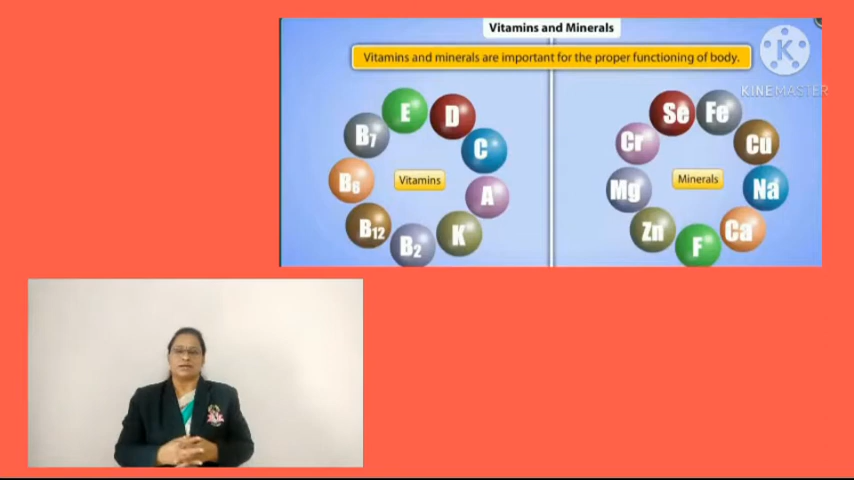 Vitamins and Minerals
Vitamins and minerals are important for the proper functioning of body.
K
KINEMASTER
E
D
C
A
K
B2
B12
B6
B7
Vitamins
Se
Fe
Cu
Na
Ca
F
Zn
Mg
Cr
Minerals